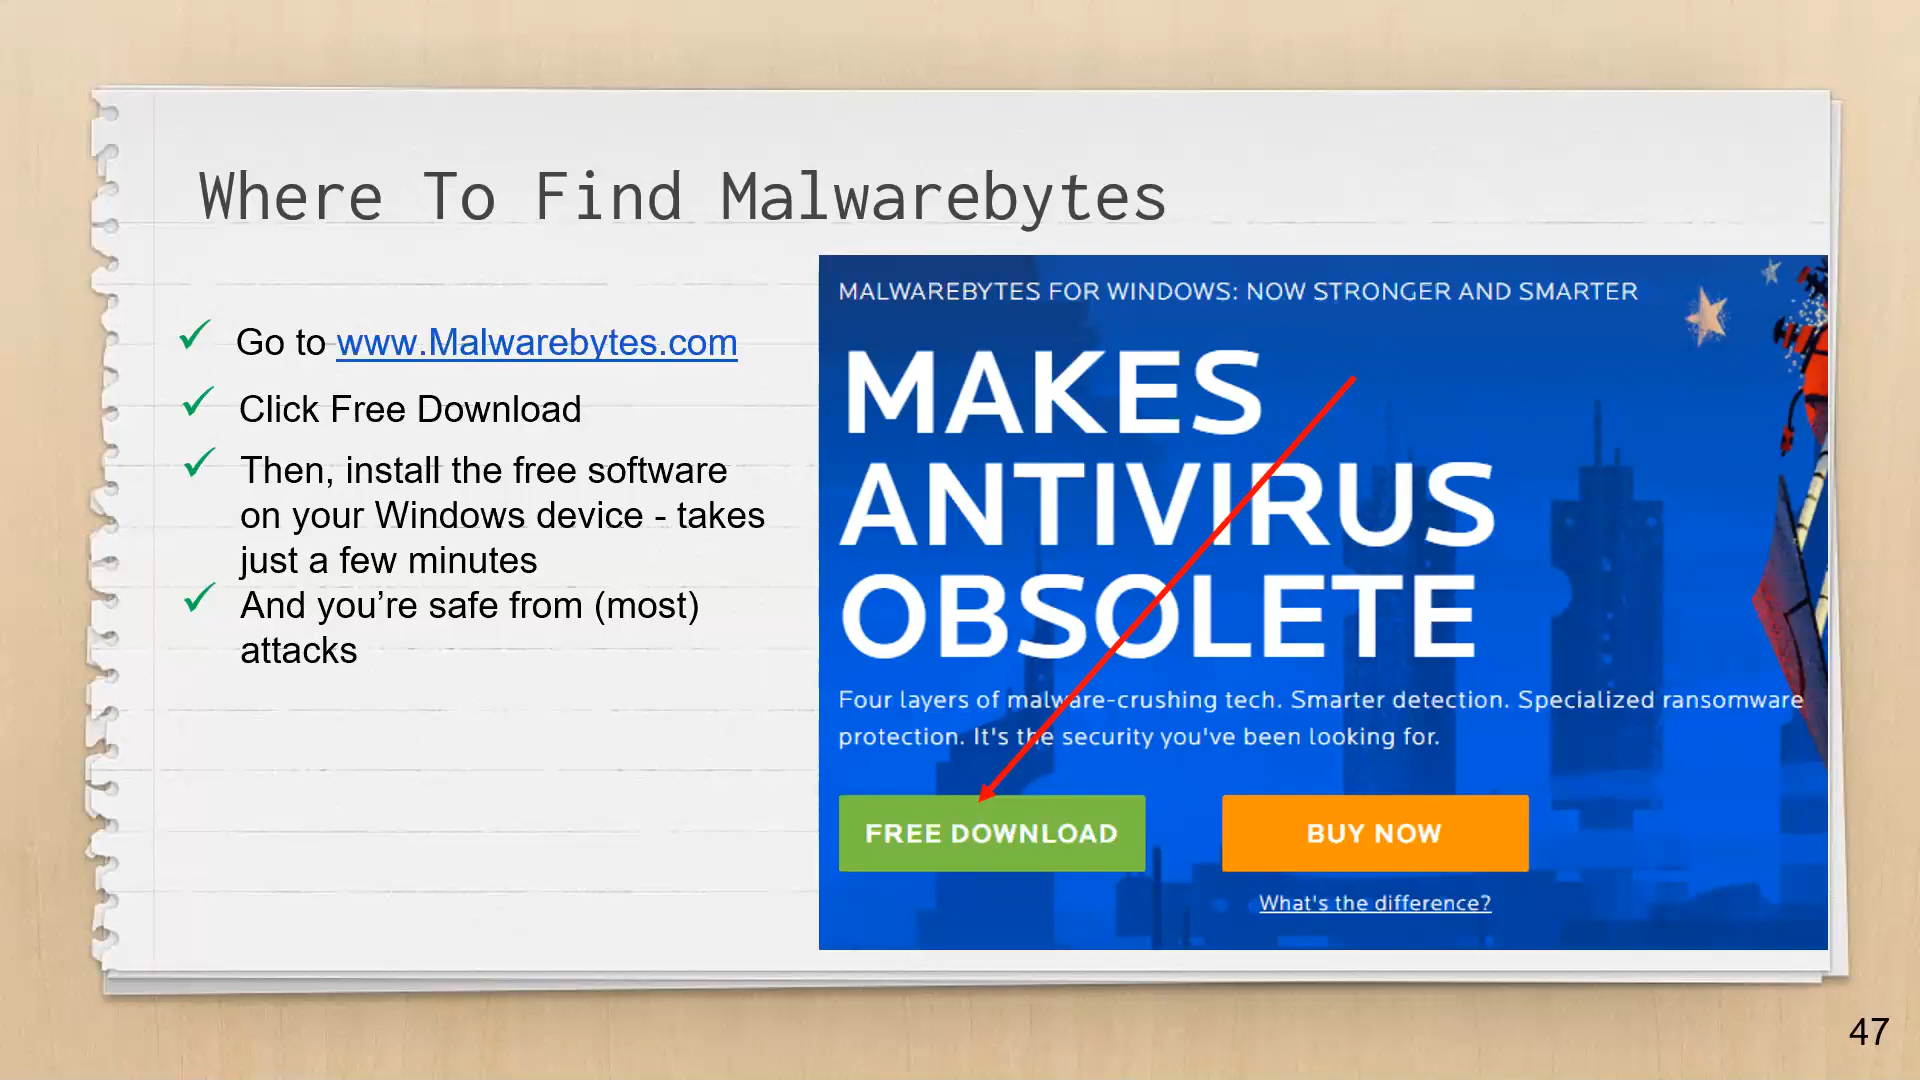 Where To Find Malwarebytes
Go to www.Malwarebytes.com
Click Free Download
Then, install the free software
on your Windows device - takes
just a few minutes
And you’re safe from (most)
attacks
MALWAREBYTES FOR WINDOWS: NOW STRONGER AND SMARTER
MAKES
ANTIVIRUS
OBSOLETE
Four layers of malware-crushing tech. Smarter detection. Specialized ransomware
protection. It's the security you've been looking for.
FREE DOWNLOAD
BUY NOW
What's the difference?
47